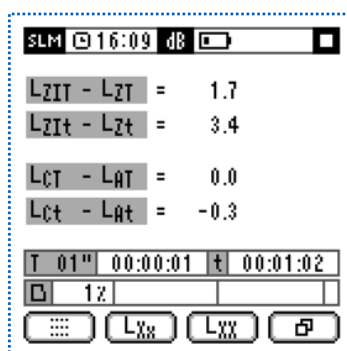 SLM 16:09 dB
LZIT - LZT = 1.7
LZIt - LZt = 3.4
LCT - LAT = 0.0
LCt - LAt = -0.3
T 01" 00:00:01 t 00:01:02
1%
LXx LXX